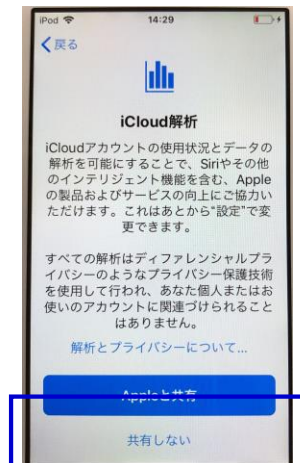 iPod 14:29
戻る
iCloud解析
iCloudアカウントの使用状況とデータの
解析を可能にすることで、Siriやその他
のインテリジェント機能を含む、Apple
の製品およびサービスの向上にご協力い
ただけます。これはあとから“設定”で変
更できます。
すべての解析はディファレンシャルプラ
イバシーのようなプライバシー保護技術
を使用して行われ、あなた個人またはお
使いのアカウントに関連づけられること
はありません。
解析とプライバシーについて...
Appleと共有
共有しない